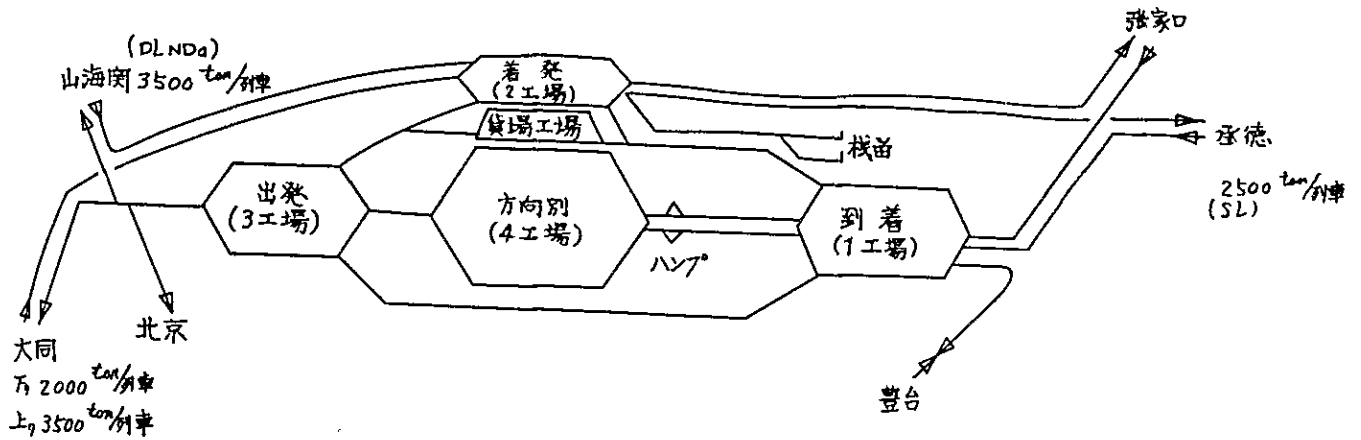 (DLNDa)
山海関 3500 ton/列車
着発
(2工場)
貨場工場
張家口
承徳
2500 ton/列車
(SL)
桟苗
出発
(3工場)
方向別
(4工場)
ハンプ
到着
(1工場)
北京
大同
下り 2000 ton/列車
上り 3500 ton/列車
豊台